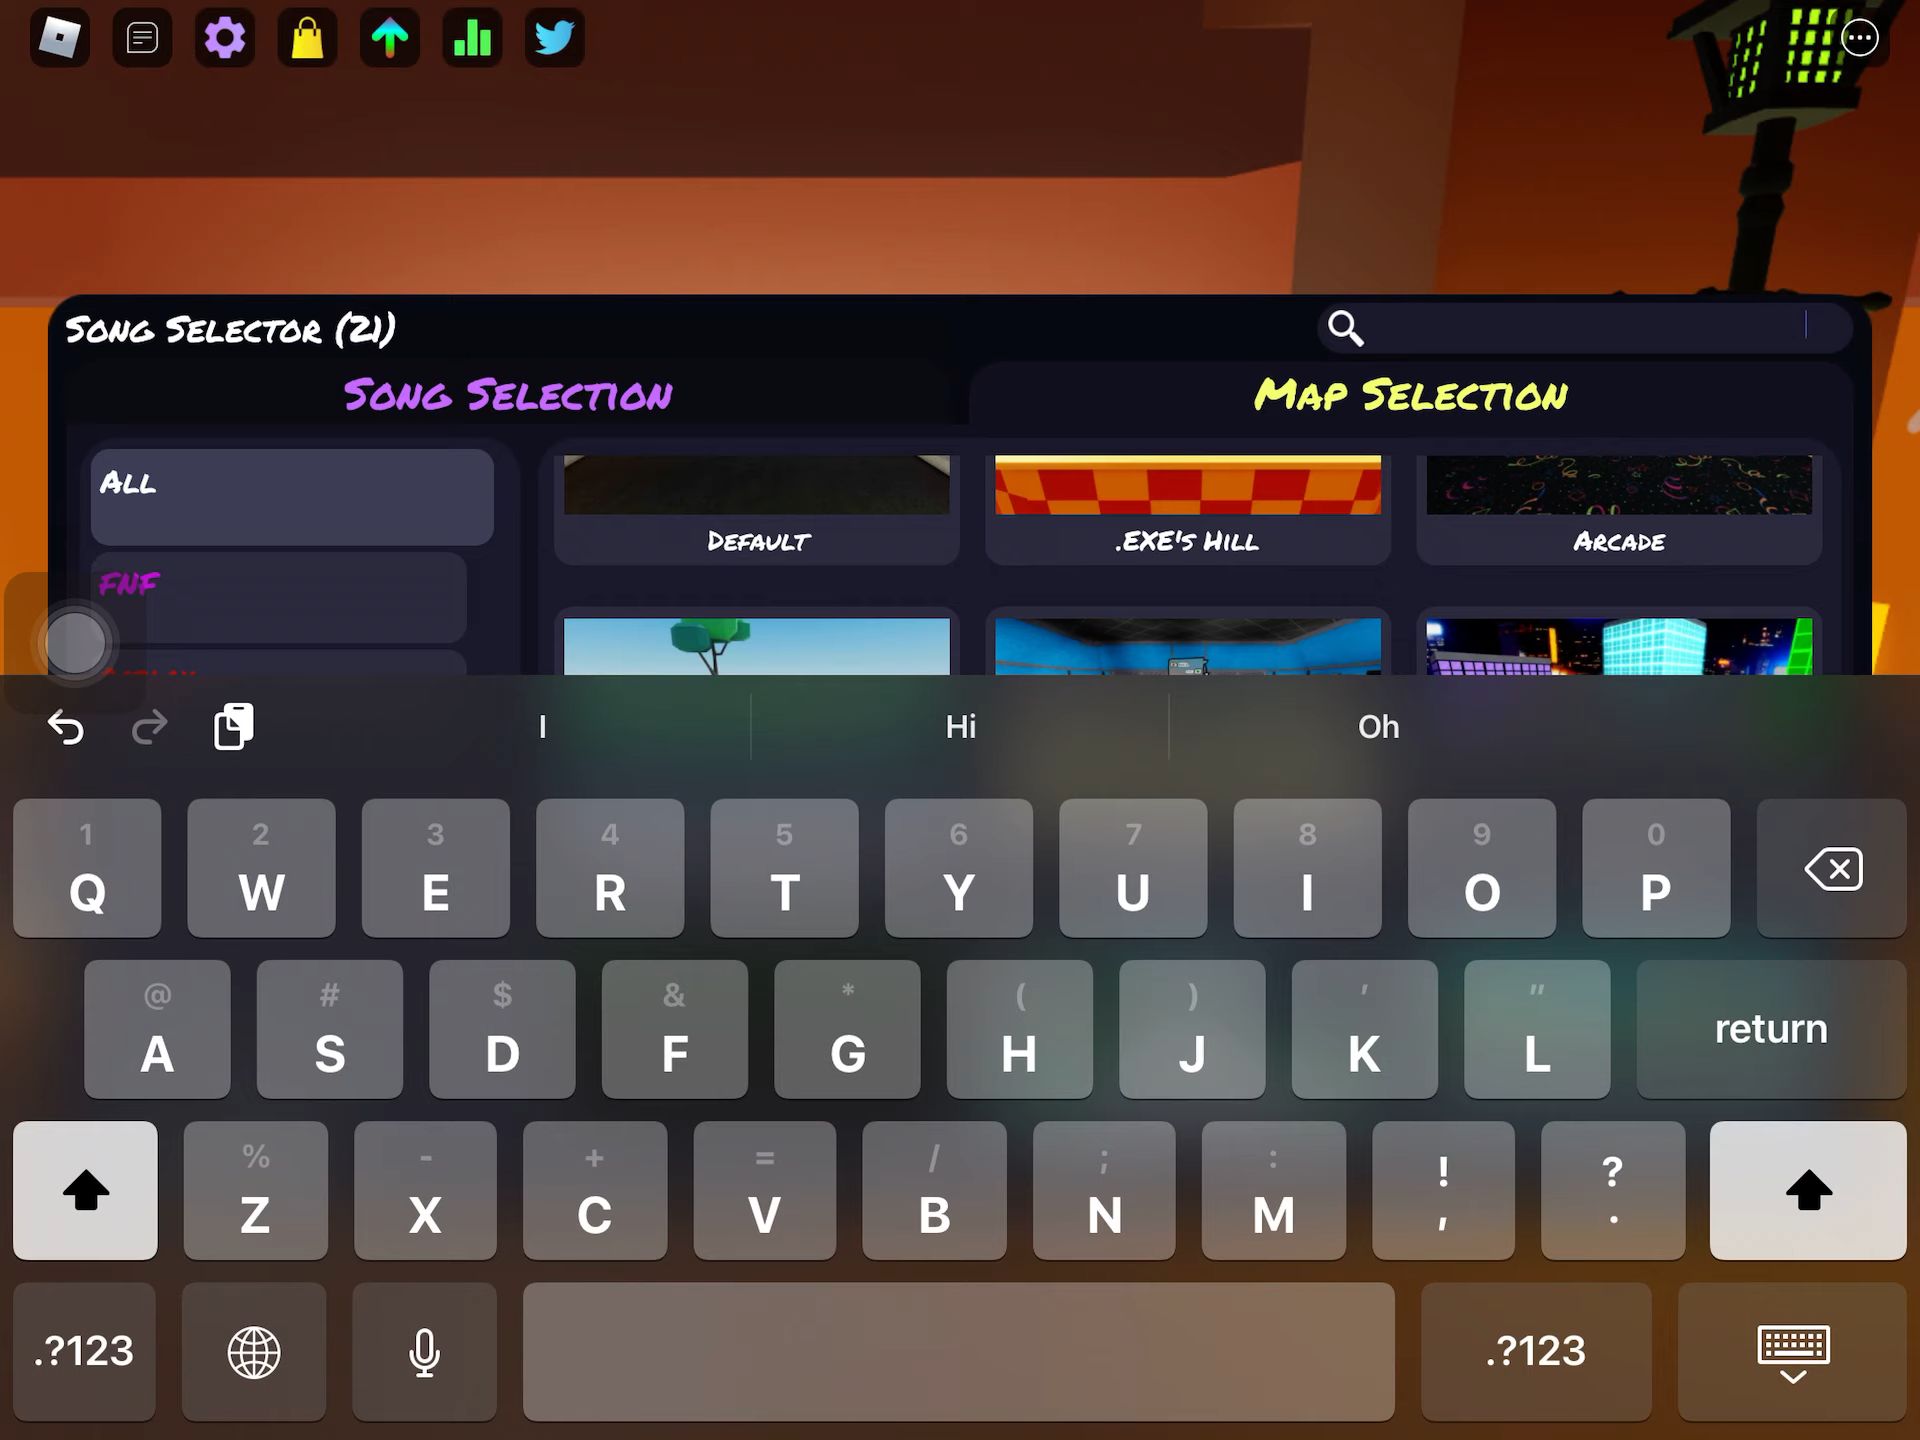 Song Selector (21)
Song Selection
Map Selection
All
Default
.EXE's Hill
Arcade
FNF
I
Hi
Oh
1 2 3 4 5 6 7 8 9 0
Q W E R T Y U I O P
@ # $ & * ( ) ' "
A S D F G H J K L return
% - + = / ; : ! ?
Z X C V B N M , .
.?123
.?123